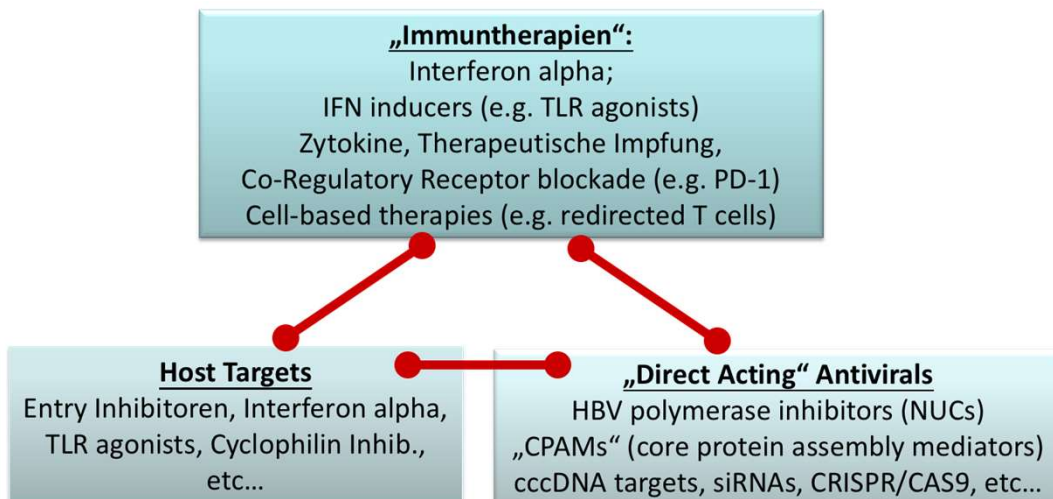 „Immuntherapien“:
Interferon alpha;
IFN inducers (e.g. TLR agonists)
Zytokine, Therapeutische Impfung,
Co-Regulatory Receptor blockade (e.g. PD-1)
Cell-based therapies (e.g. redirected T cells)
Host Targets
Entry Inhibitoren, Interferon alpha,
TLR agonists, Cyclophilin Inhib.,
etc…
„Direct Acting“ Antivirals
HBV polymerase inhibitors (NUCs)
„CPAMs“ (core protein assembly mediators)
cccDNA targets, siRNAs, CRISPR/CAS9, etc…